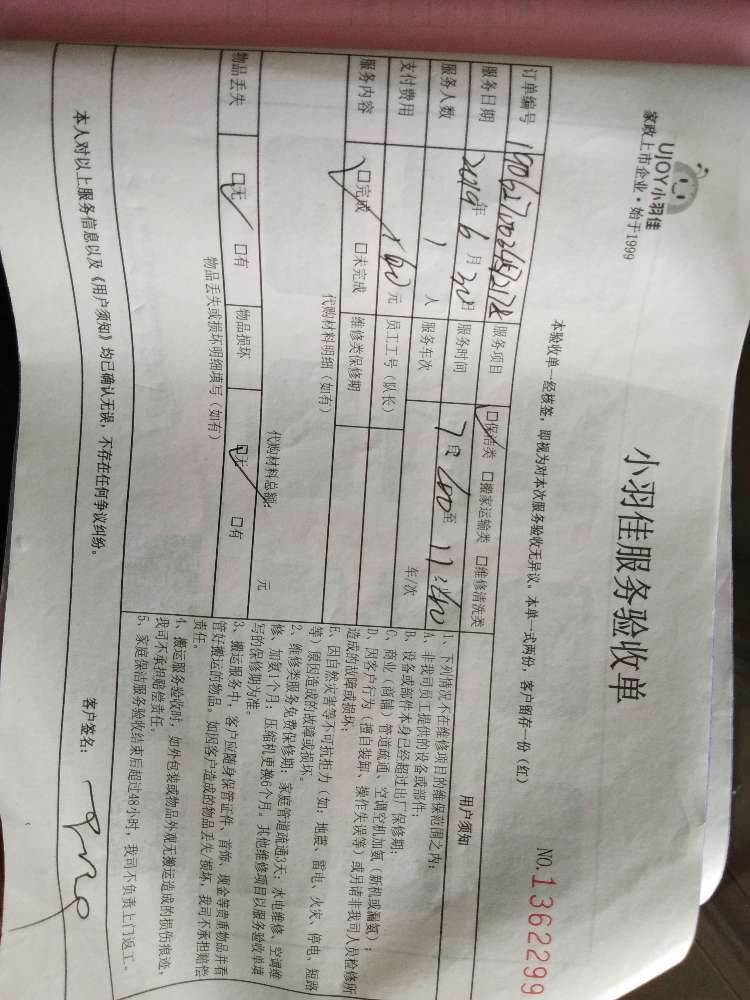 UJOY小羽佳
家政上市企业·始于1999
小羽佳服务验收单
NO.1362299
本验收单一经核签，即视为对本次服务验收无异议。本单一式两份，客户留存一份（红）
订单编号 服务项目 □保洁类 □搬家运输类 □维修清洗类
服务日期 2019年6月30日 服务时间 7:40至11:40
服务人数 1人 服务车次 车/次
支付费用 160元 员工工号（队长）
服务内容 □完成 □未完成 维修类保修期
代购材料明细（如有）
代购材料总额： 元
物品丢失 □无 □有 物品损坏 □无 □有
物品丢失或损坏明细填写（如有）
用户须知
1、下列情况不在维修项目的维保范围之内：
A、非我司员工提供的设备或部件；
B、设备或部件本身已经超过出厂保修期；
C、商业（商铺）管道疏通、空调空机加氨（新机或漏氨）；
D、因客户行为（擅自装卸、操作失误等）或另请非我司人员检修所
造成的故障或损坏；
E、因自然灾害等不可抗拒力（如：地震、雷电、火灾、停电、短路
等）原因造成的故障或损坏。
2、维修类服务免费保修期：家庭管道疏通3天；水电维修、空调维
修、加氨1个月；压缩机更换6个月。其他维修项目以服务验收单填
写的保修期为准。
3、搬运服务中，客户应随身保管证件、首饰、现金等贵重物品并看
管好搬运的物品。如因客户造成的物品丢失/损坏，我司不承担赔偿
责任。
4、搬运服务验收时，如外包装或物品外观无搬运造成的损伤痕迹，
我司不承担赔偿责任。
5、家庭保洁服务验收结束后超过48小时，我司不负责上门返工。
本人对以上服务信息以及《用户须知》均已确认无误，不存在任何争议纠纷。
客户签名：